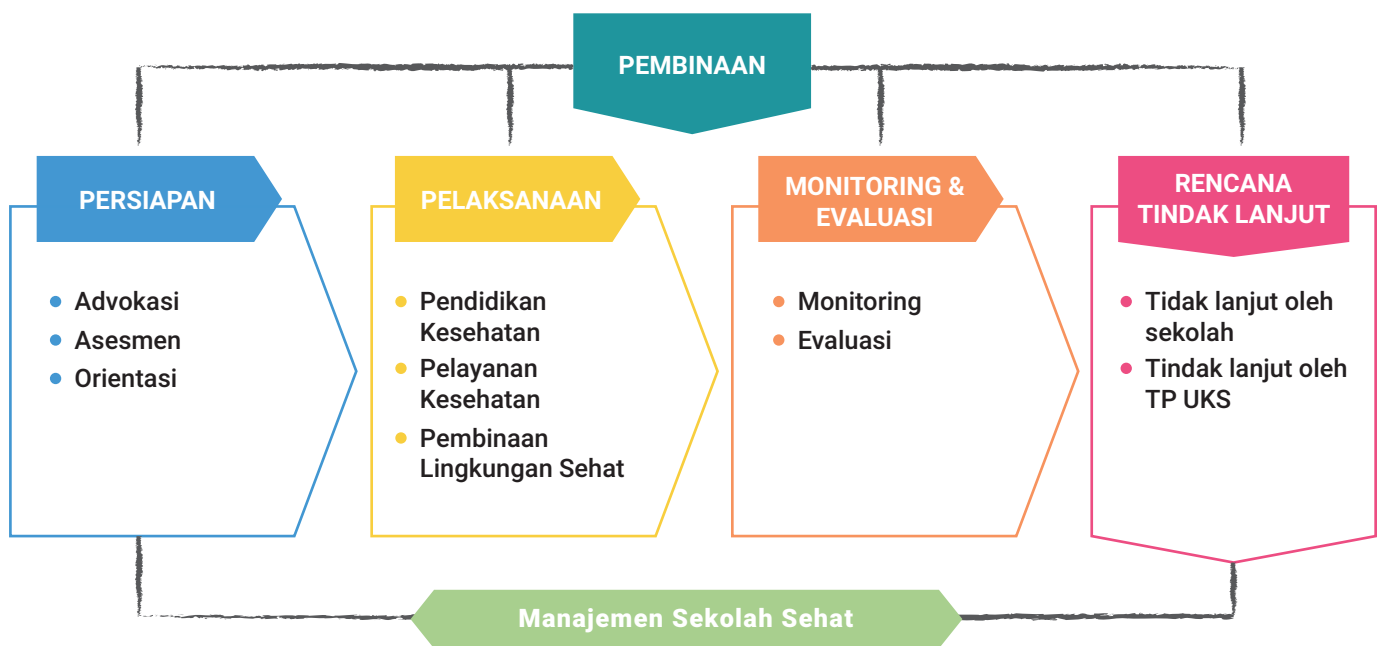 PEMBINAAN
PERSIAPAN
Advokasi
Asesmen
Orientasi
PELAKSANAAN
Pendidikan
Kesehatan
Pelayanan
Kesehatan
Pembinaan
Lingkungan Sehat
MONITORING &
EVALUASI
Monitoring
Evaluasi
RENCANA
TINDAK LANJUT
Tidak lanjut oleh
sekolah
Tindak lanjut oleh
TP UKS
Manajemen Sekolah Sehat